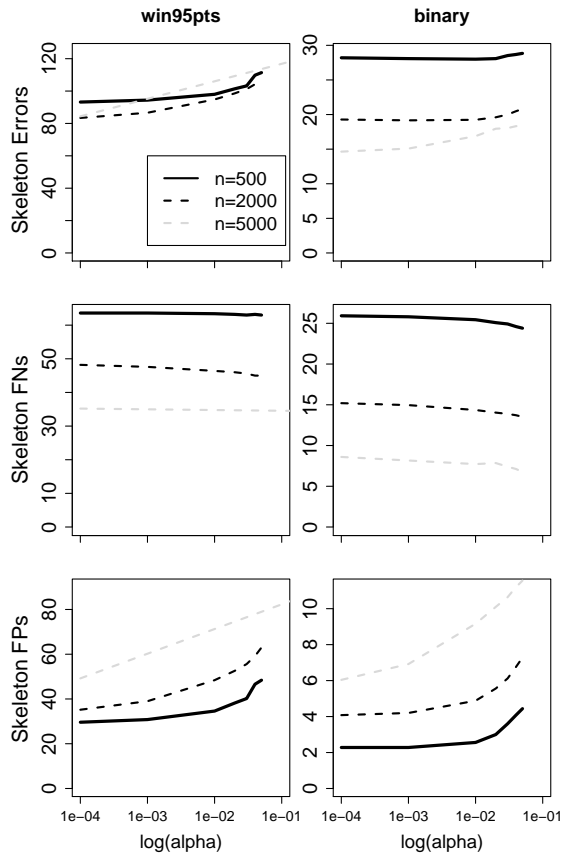 win95pts
binary
Skeleton Errors
0 40 80 120
n=500
n=2000
n=5000
0 5 10 15 20 25 30
Skeleton FNs
0 10 30 50
0 5 10 15 20 25
Skeleton FPs
0 20 40 60 80
0 2 4 6 8 10
1e−04 1e−03 1e−02 1e−01
1e−04 1e−03 1e−02 1e−01
log(alpha)
log(alpha)